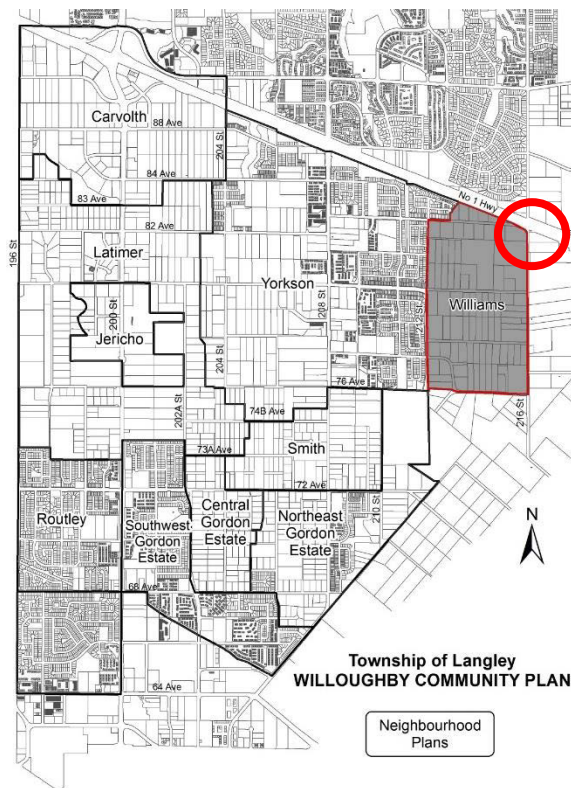 Carvolth
88 Ave
204 St
84 Ave
83 Ave
No 1 Hwy
82 Ave
196 St
Latimer
Yorkson
Williams
200 St
208 St
212 St
Jericho
204 St
76 Ave
202A St
74B Ave
216 St
73A Ave
Smith
72 Ave
Routley
Southwest
Gordon
Estate
Central
Gordon
Estate
Northeast
Gordon
Estate
210 St
N
68 Ave
64 Ave
Township of Langley
WILLOUGHBY COMMUNITY PLAN
Neighbourhood
Plans